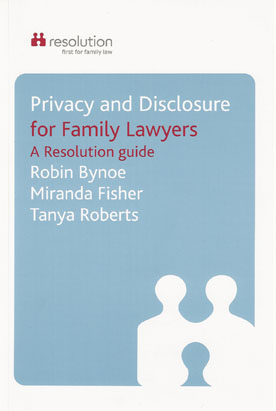 resolution
first for family law
Privacy and Disclosure
for Family Lawyers
A Resolution guide
Robin Bynoe
Miranda Fisher
Tanya Roberts